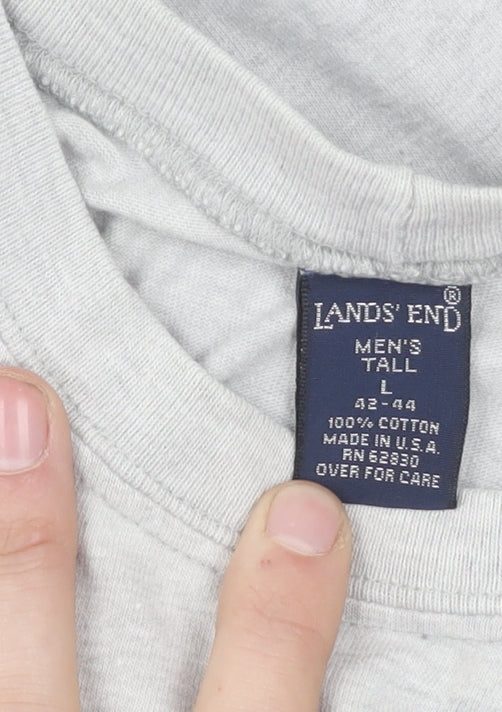 LANDS' END®
MEN'S
TALL
L
42-44
100% COTTON
MADE IN U.S.A.
RN 62830
OVER FOR CARE